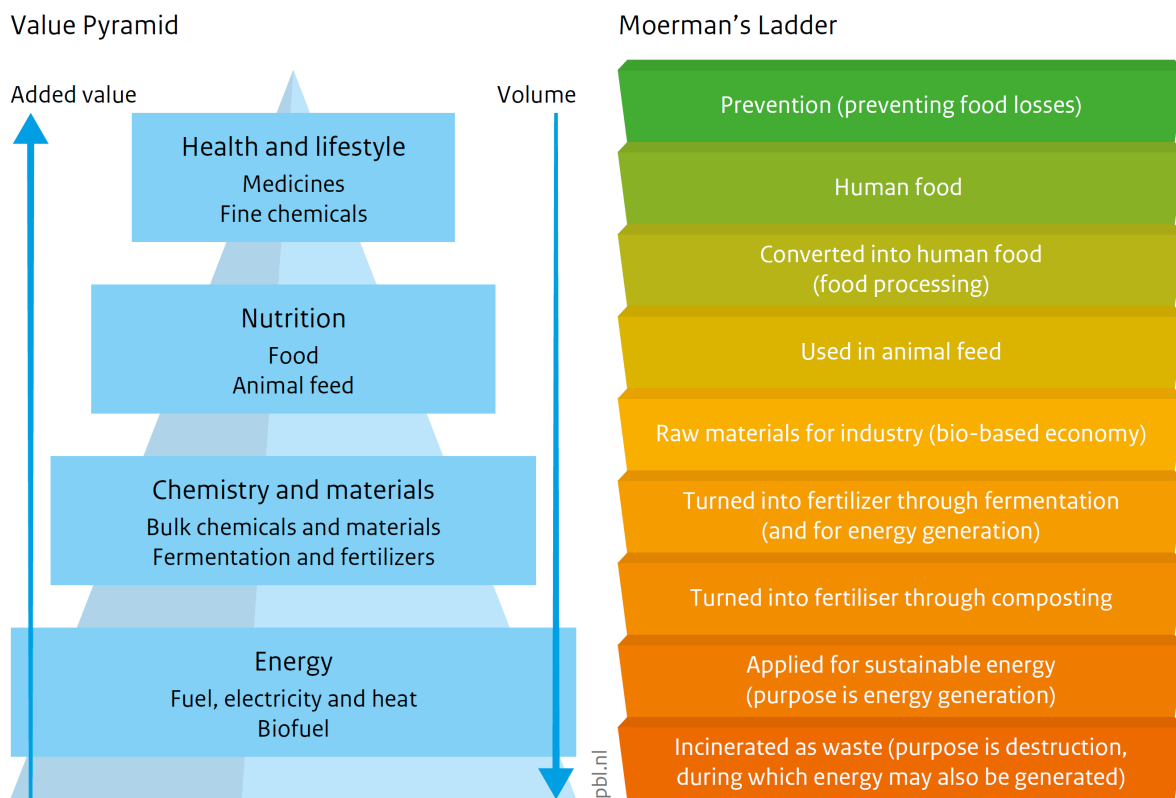 Value Pyramid
Added value
Volume
Health and lifestyle
Medicines
Fine chemicals
Nutrition
Food
Animal feed
Chemistry and materials
Bulk chemicals and materials
Fermentation and fertilizers
Energy
Fuel, electricity and heat
Biofuel
pbl.nl
Moerman's Ladder
Prevention (preventing food losses)
Human food
Converted into human food
(food processing)
Used in animal feed
Raw materials for industry (bio-based economy)
Turned into fertilizer through fermentation
(and for energy generation)
Turned into fertiliser through composting
Applied for sustainable energy
(purpose is energy generation)
Incinerated as waste (purpose is destruction,
during which energy may also be generated)